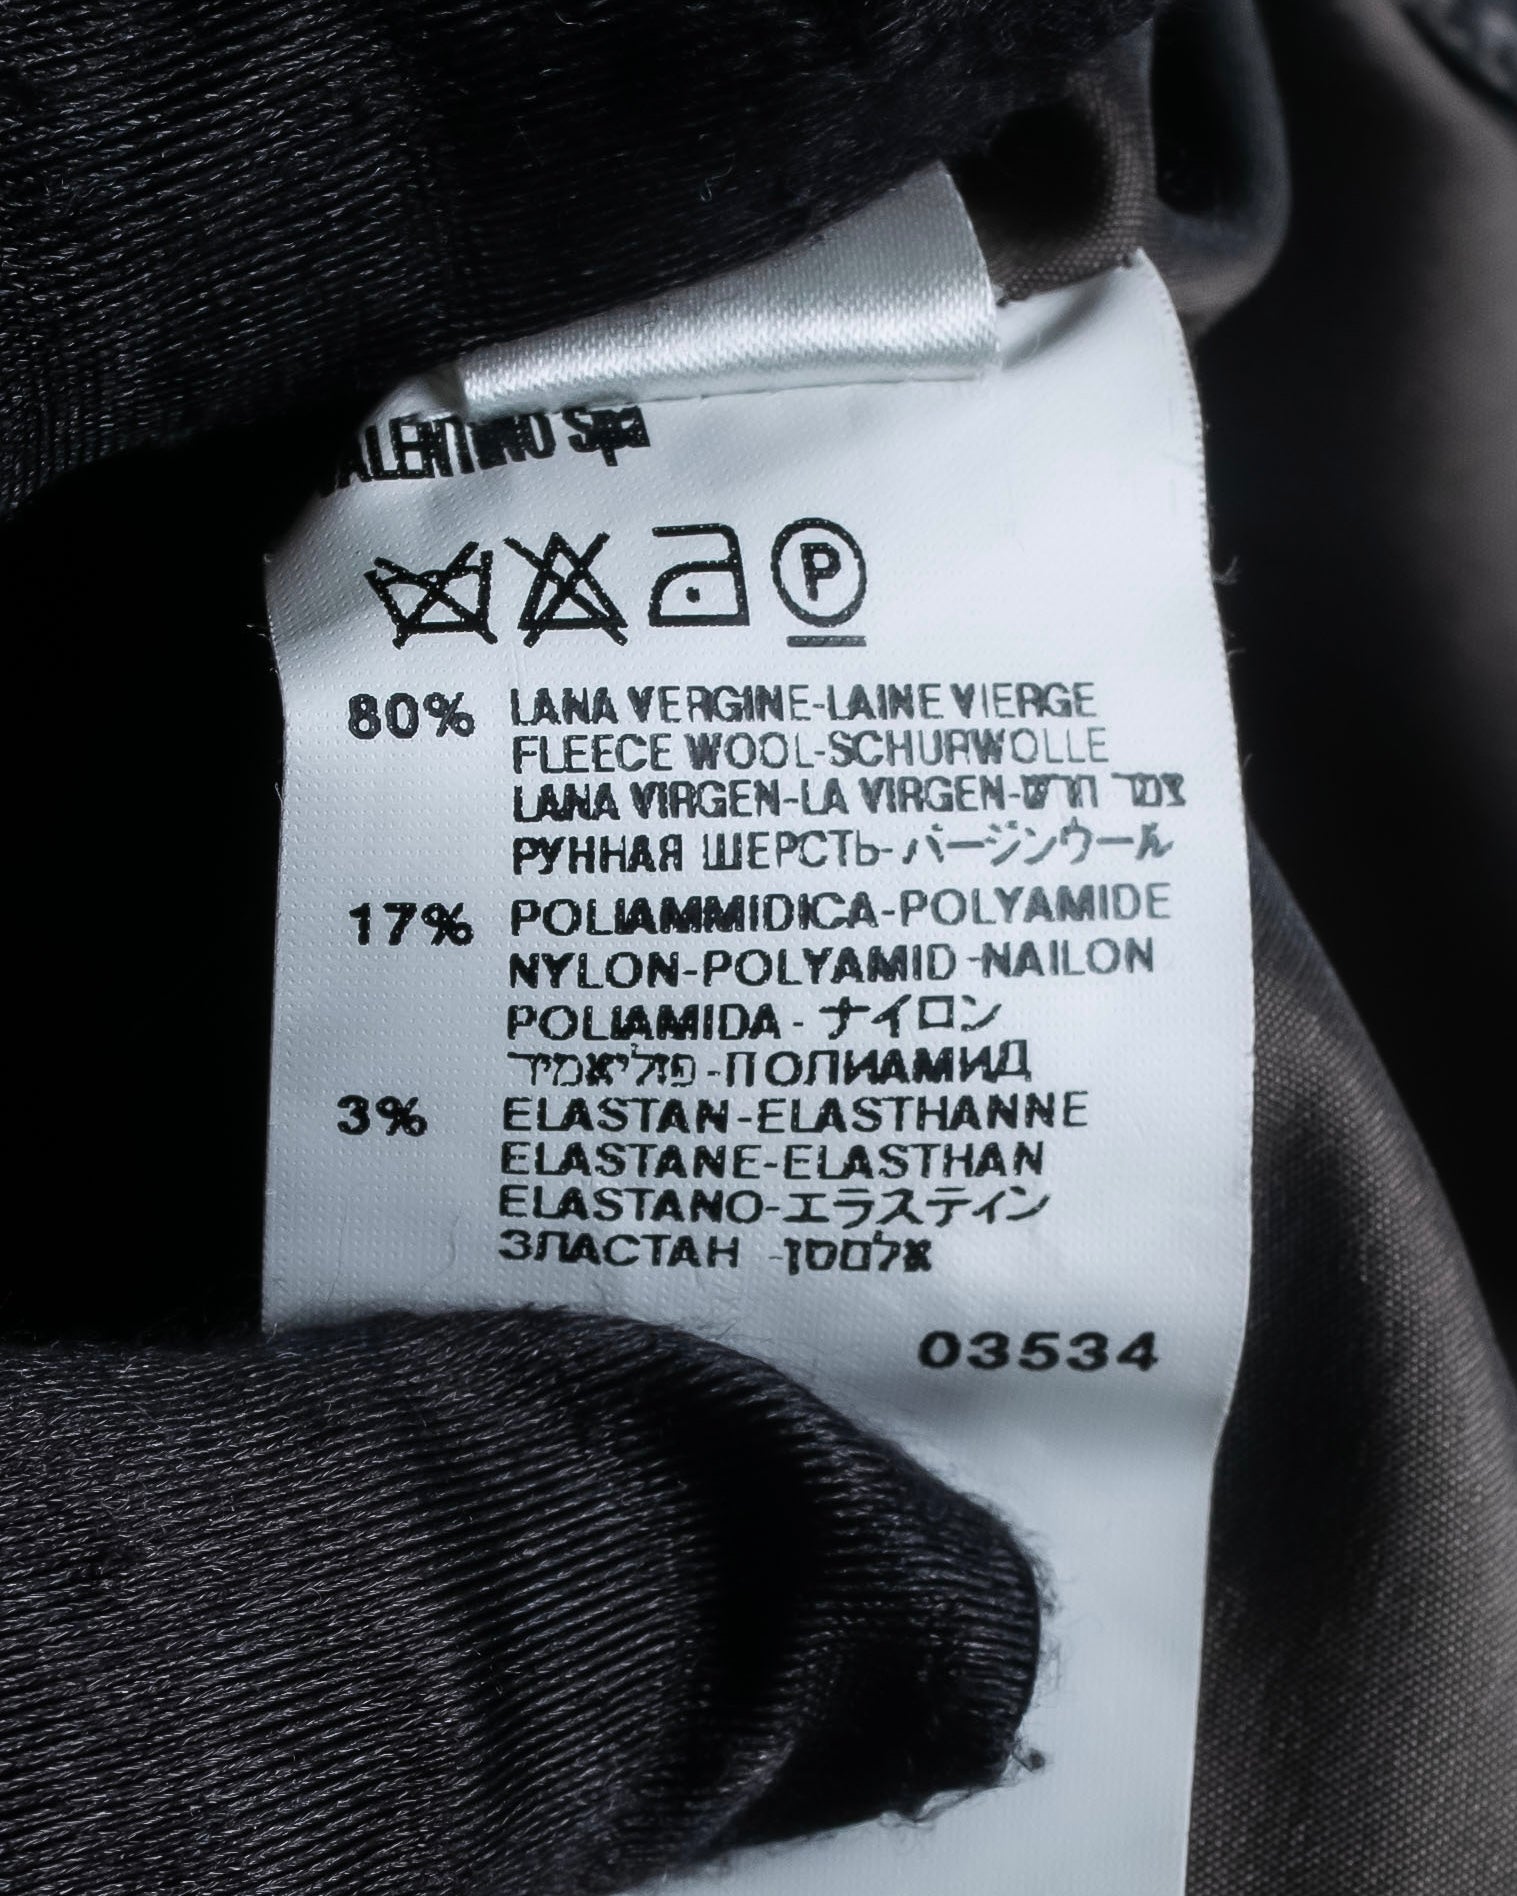 VALENTINO Spa
P
80% LANA VERGINE-LAINE VIERGE
FLEECE WOOL-SCHURWOLLE
LANA VIRGEN-LA VIRGEN-צמר חדש
РУННАЯ ШЕРСТЬ-バージンウール
17% POLIAMMIDICA-POLYAMIDE
NYLON-POLYAMID-NAILON
POLIAMIDA-ナイロン
פוליאמיד-ПОЛИАМИД
3% ELASTAN-ELASTHANNE
ELASTANE-ELASTHAN
ELASTANO-エラスティン
ЗЛАСТАН -אלסטן
03534